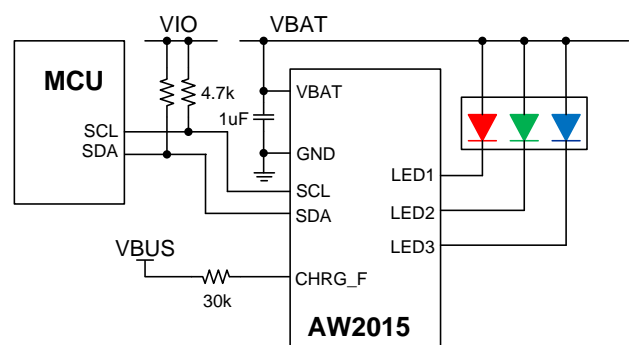 VIO
VBAT
MCU
4.7k
VBAT
1uF
SCL
SDA
GND
LED1
SCL
LED2
SDA
LED3
VBUS
CHRG_F
30k
AW2015